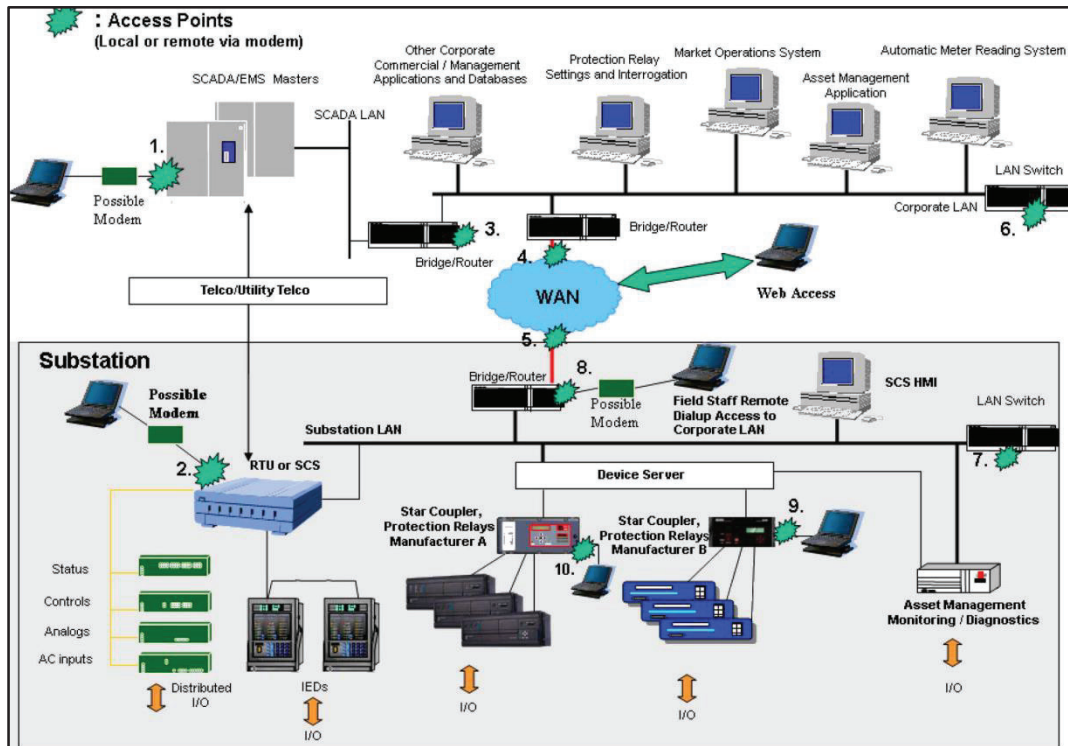 : Access Points
(Local or remote via modem)
SCADA/EMS Masters
SCADA LAN
Other Corporate
Commercial / Management
Applications and Databases
Protection Relay
Settings and Interrogation
Market Operations System
Asset Management
Application
Automatic Meter Reading System
1.
Possible
Modem
LAN Switch
Corporate LAN
6.
3.
Bridge/Router
4.
Bridge/Router
WAN
Web Access
Telco/Utility Telco
5.
Substation
Possible
Modem
2.
RTU or SCS
Substation LAN
Bridge/Router
8.
Possible
Modem
Field Staff Remote
Dialup Access to
Corporate LAN
SCS HMI
LAN Switch
7.
Device Server
Star Coupler,
Protection Relays
Manufacturer A
10.
Star Coupler,
Protection Relays
Manufacturer B
9.
Status
Controls
Analogs
AC inputs
Distributed
I/O
IEDs
I/O
I/O
I/O
Asset Management
Monitoring / Diagnostics
I/O